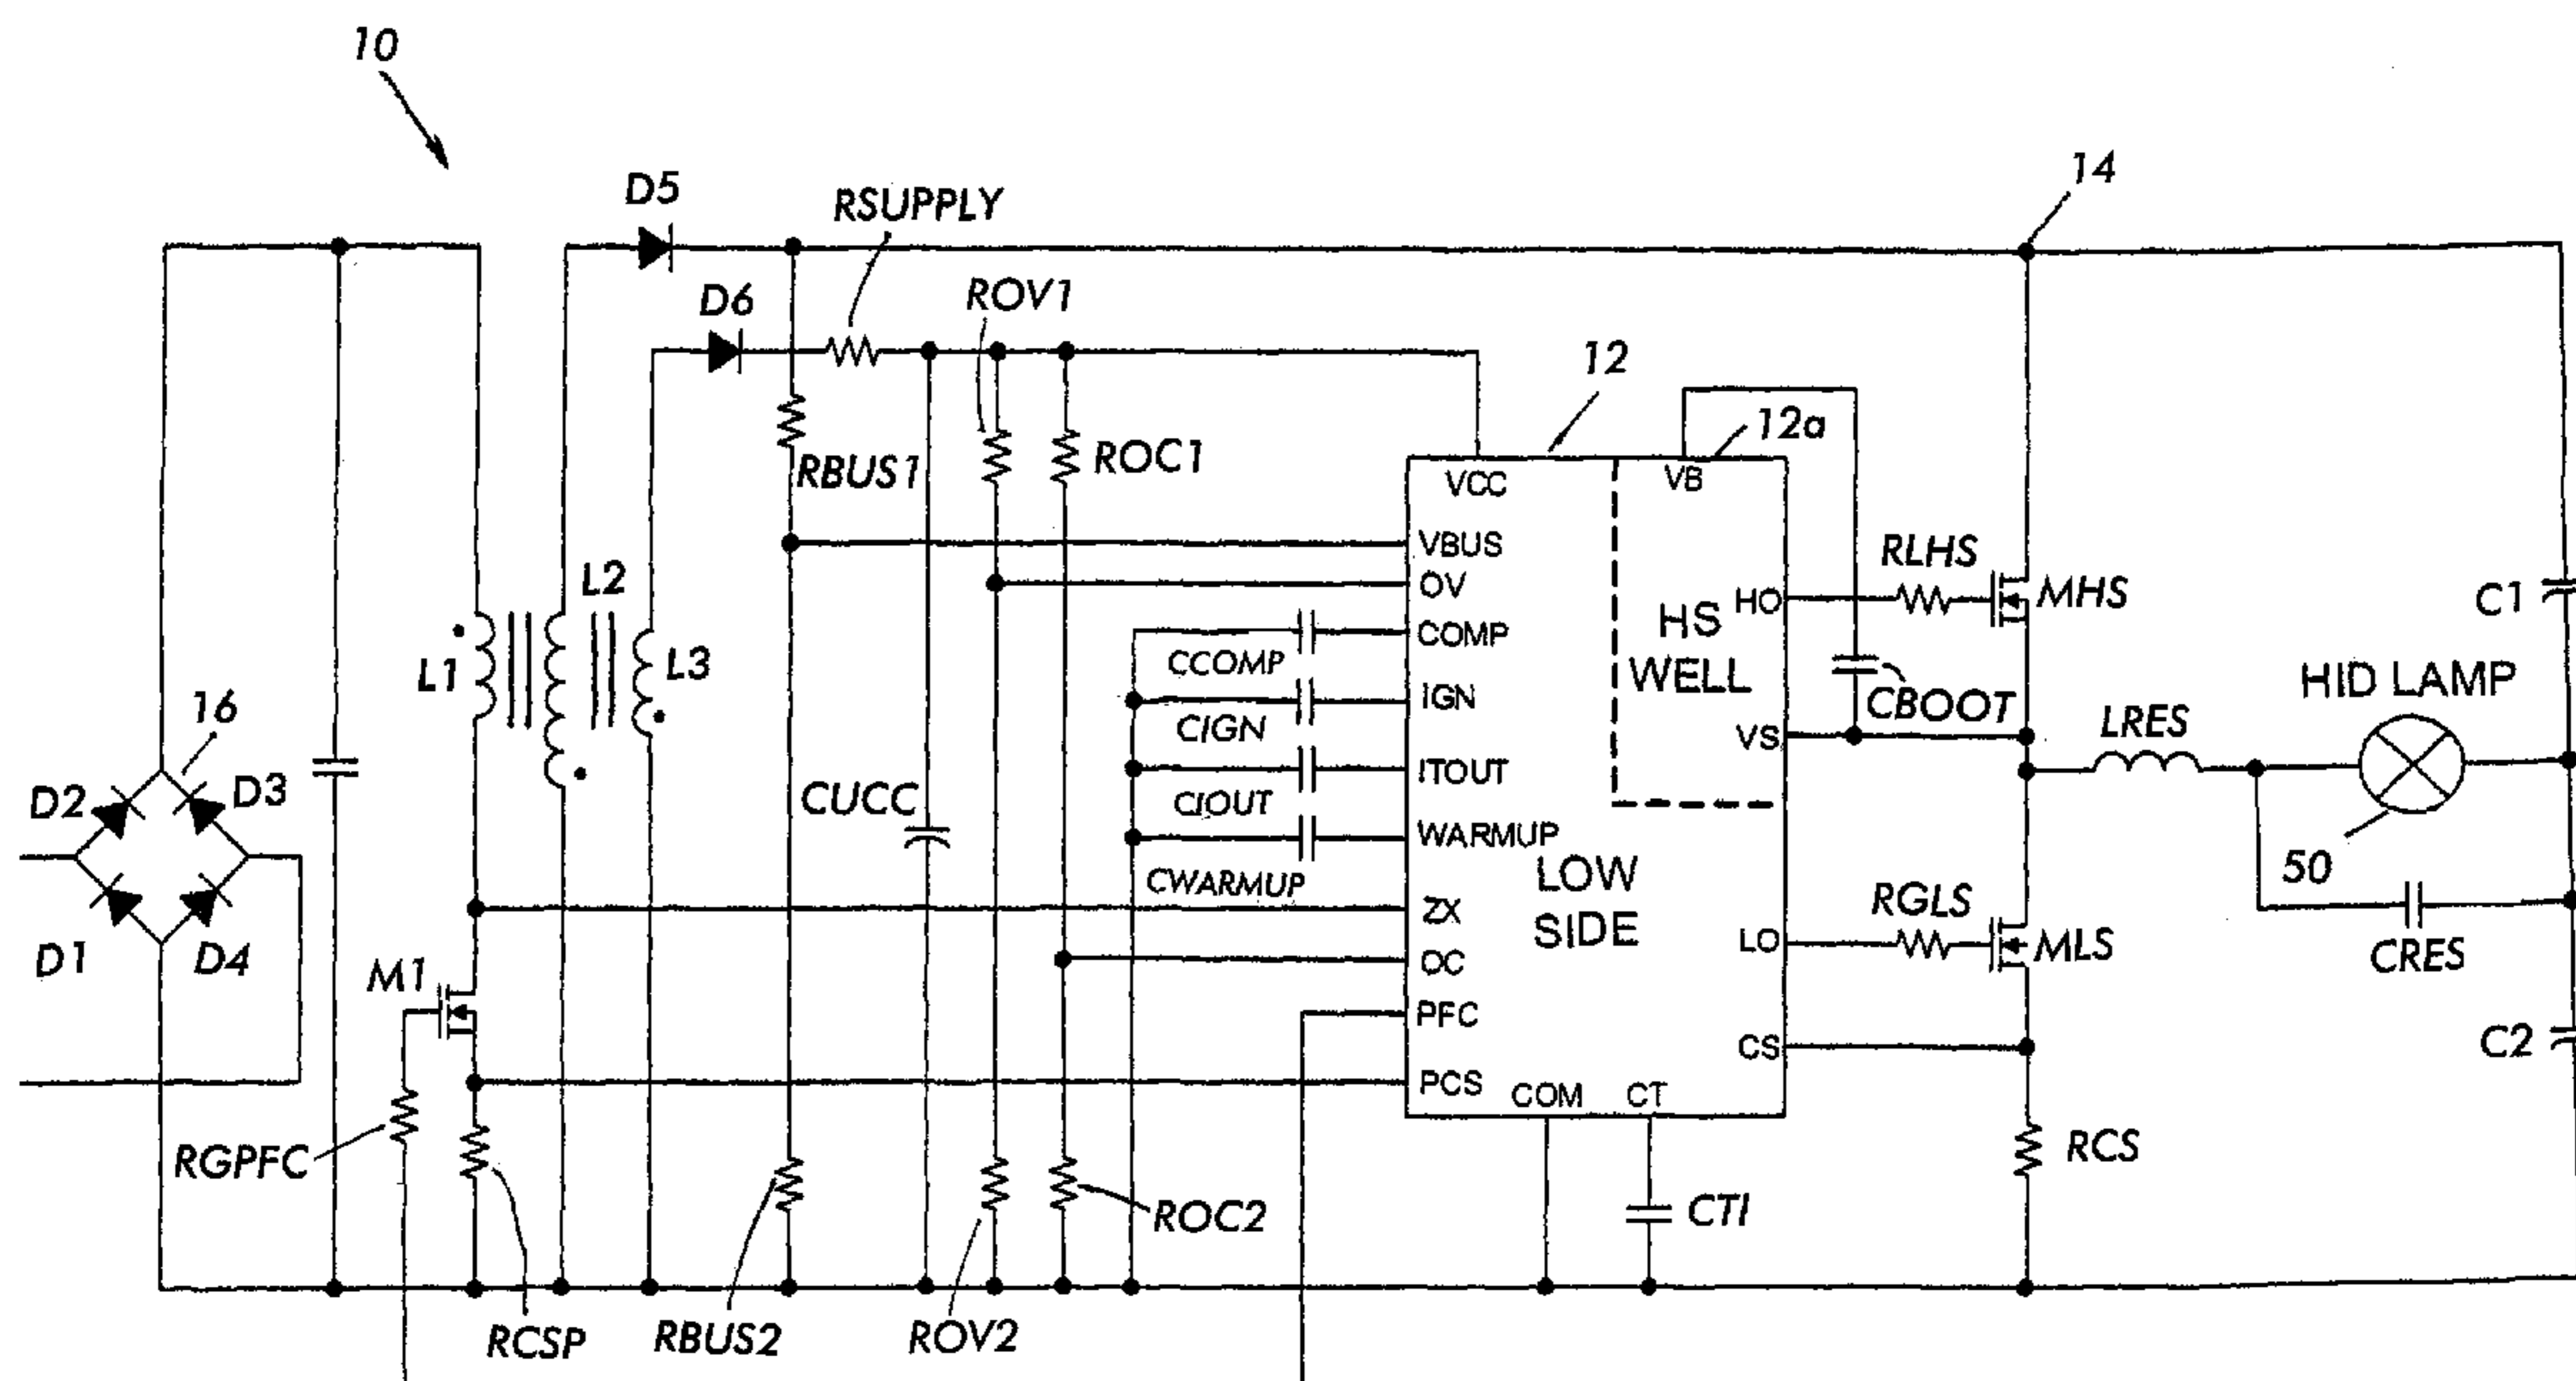 10
14
D5
RSUPPLY
D6
ROV1
12
12a
RBUS1
ROC1
VCC
VB
VBUS
OV
COMP
IGN
ITOUT
WARMUP
ZX
OC
PFC
PCS
COM
CT
HO
VS
LO
CS
HS
WELL
LOW
SIDE
CCOMP
CIGN
CIOUT
CWARMUP
RLHS
MHS
C1
HID LAMP
CBOOT
LRES
L2
L1
L3
16
D2
D3
CUCC
50
D1
D4
M1
RGLS
MLS
CRES
C2
RGPFC
RCS
ROC2
CTI
RCSP
RBUS2
ROV2